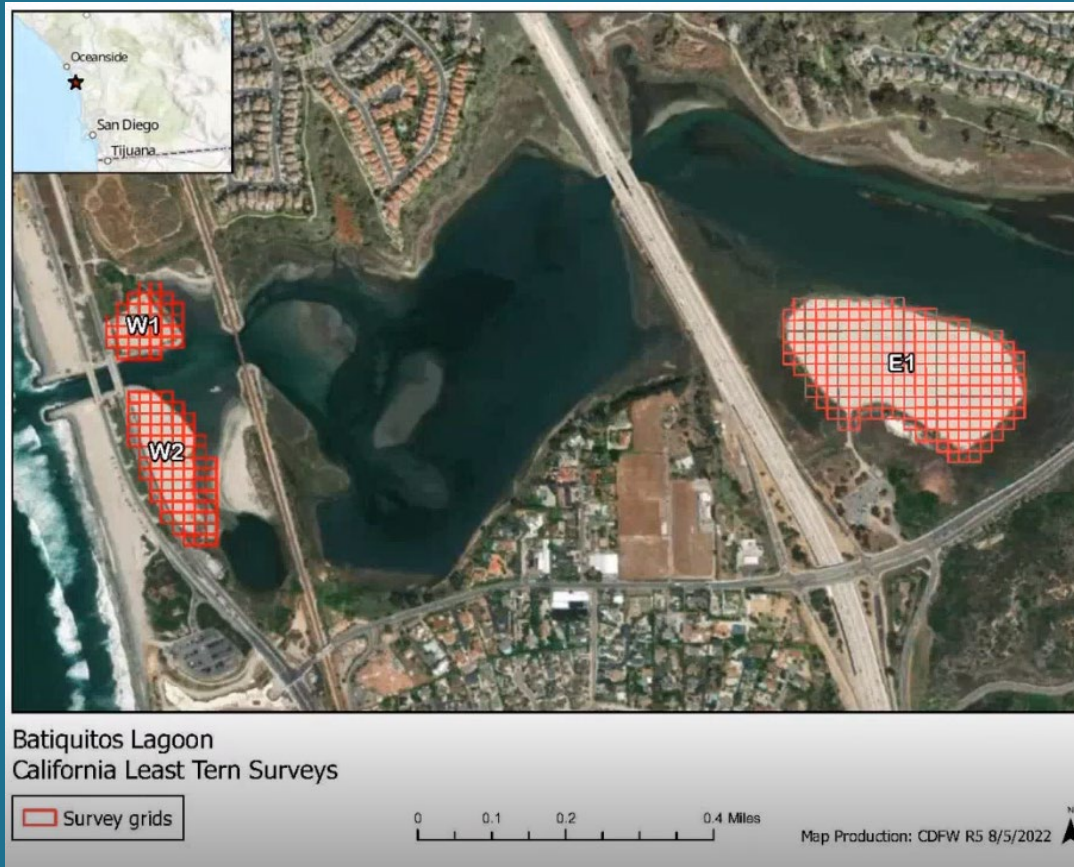 Oceanside
San Diego
Tijuana
W1
E1
W2
Batiquitos Lagoon
California Least Tern Surveys
Survey grids
0 0.1 0.2 0.4 Miles
N
Map Production: CDFW R5 8/5/2022